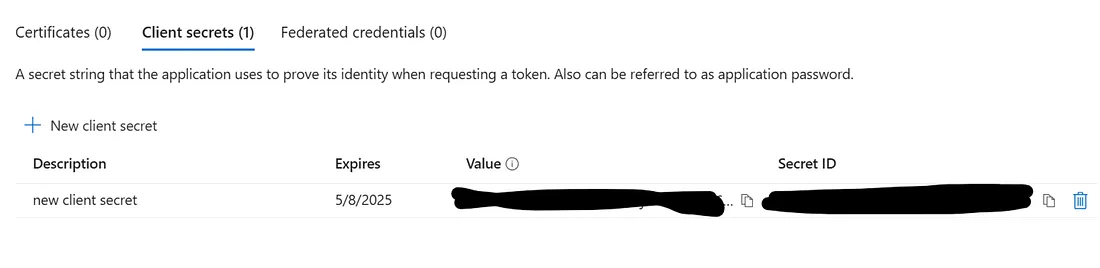 Certificates (0) Client secrets (1) Federated credentials (0)
A secret string that the application uses to prove its identity when requesting a token. Also can be referred to as application password.
New client secret
Description Expires Value Secret ID
new client secret 5/8/2025 ...